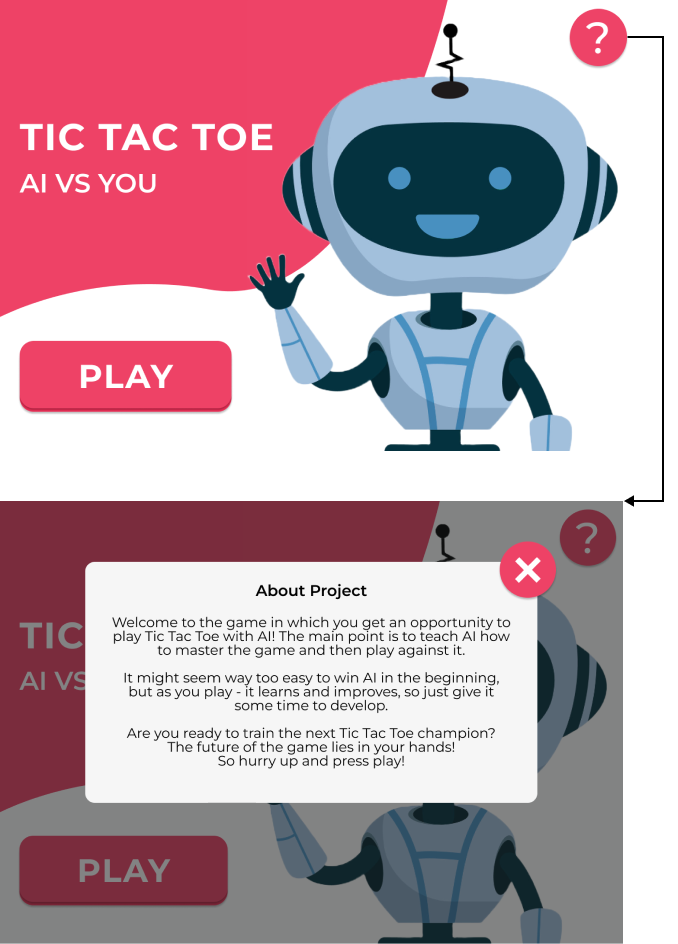 ?
TIC TAC TOE
AI VS YOU
PLAY
?
About Project
Welcome to the game in which you get an opportunity to
play Tic Tac Toe with AI! The main point is to teach AI how
to master the game and then play against it.
It might seem way too easy to win AI in the beginning,
but as you play - it learns and improves, so just give it
some time to develop.
Are you ready to train the next Tic Tac Toe champion?
The future of the game lies in your hands!
So hurry up and press play!
TIC
AI VS
PLAY